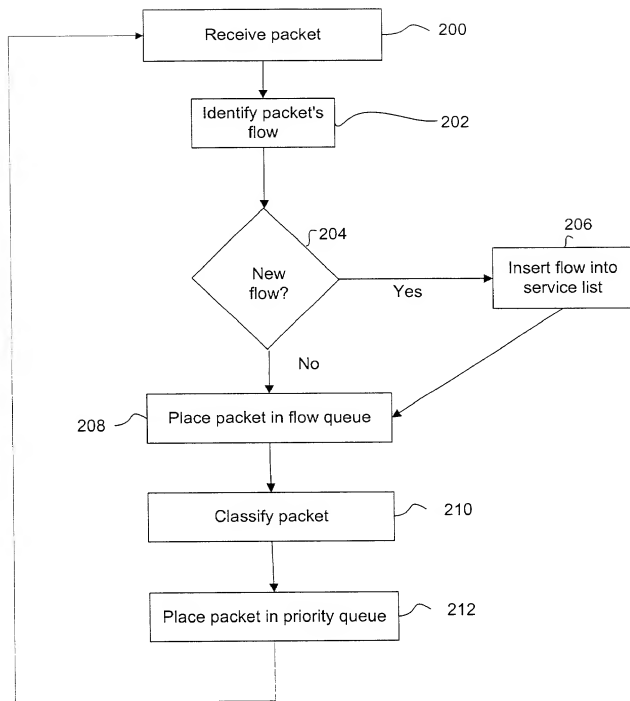 Receive packet
200
Identify packet's
flow
202
204
New
flow?
Yes
206
Insert flow into
service list
No
208
Place packet in flow queue
Classify packet
210
Place packet in priority queue
212